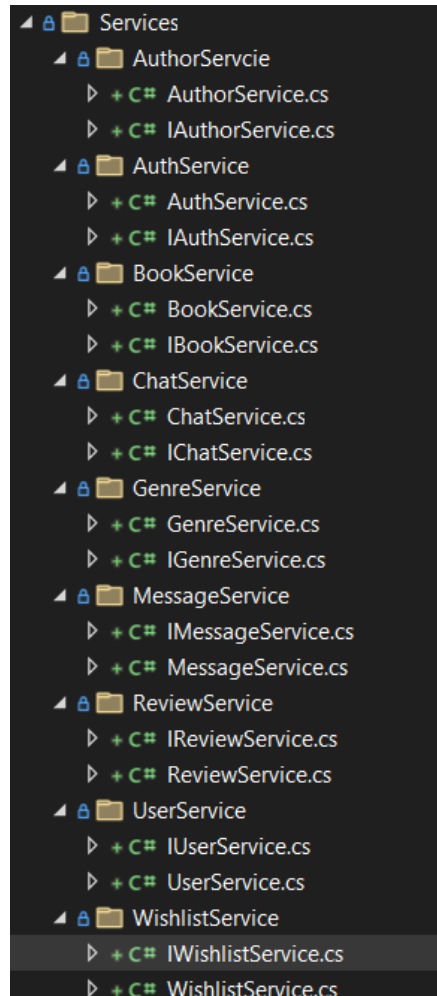 Services
AuthorServcie
C# AuthorService.cs
C# IAuthorService.cs
AuthService
C# AuthService.cs
C# IAuthService.cs
BookService
C# BookService.cs
C# IBookService.cs
ChatService
C# ChatService.cs
C# IChatService.cs
GenreService
C# GenreService.cs
C# IGenreService.cs
MessageService
C# IMessageService.cs
C# MessageService.cs
ReviewService
C# IReviewService.cs
C# ReviewService.cs
UserService
C# IUserService.cs
C# UserService.cs
WishlistService
C# IWishlistService.cs
C# WishlistService.cs